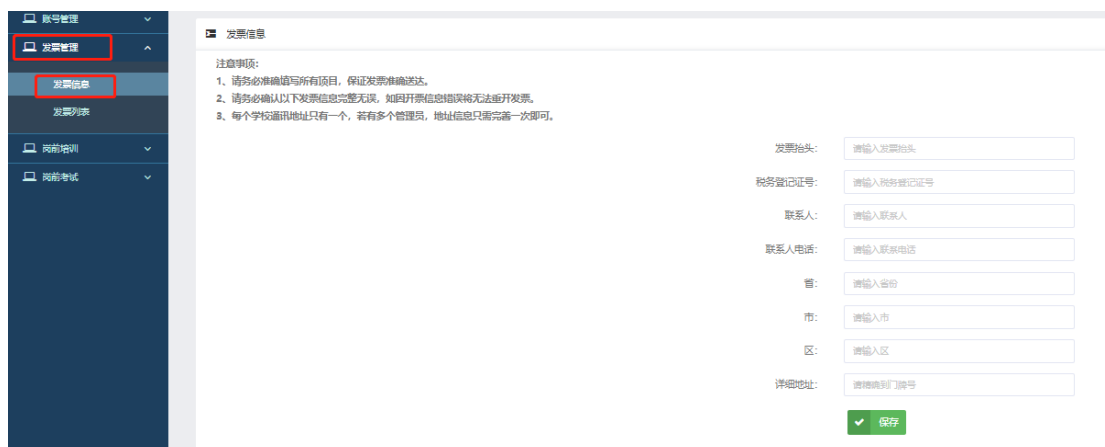 账号管理
发票管理
发票信息
发票列表
岗前培训
岗前考试
发票信息
注意事项：
1、请务必准确填写所有项目，保证发票准确送达。
2、请务必确认以下发票信息完整无误，如因开票信息错误将无法重开发票。
3、每个学校通讯地址只有一个，若有多个管理员，地址信息只需完善一次即可。
发票抬头： 请输入发票抬头
税务登记证号： 请输入税务登记证号
联系人： 请输入联系人
联系人电话： 请输入联系电话
省： 请输入省份
市： 请输入市
区： 请输入区
详细地址： 请精确到门牌号
保存